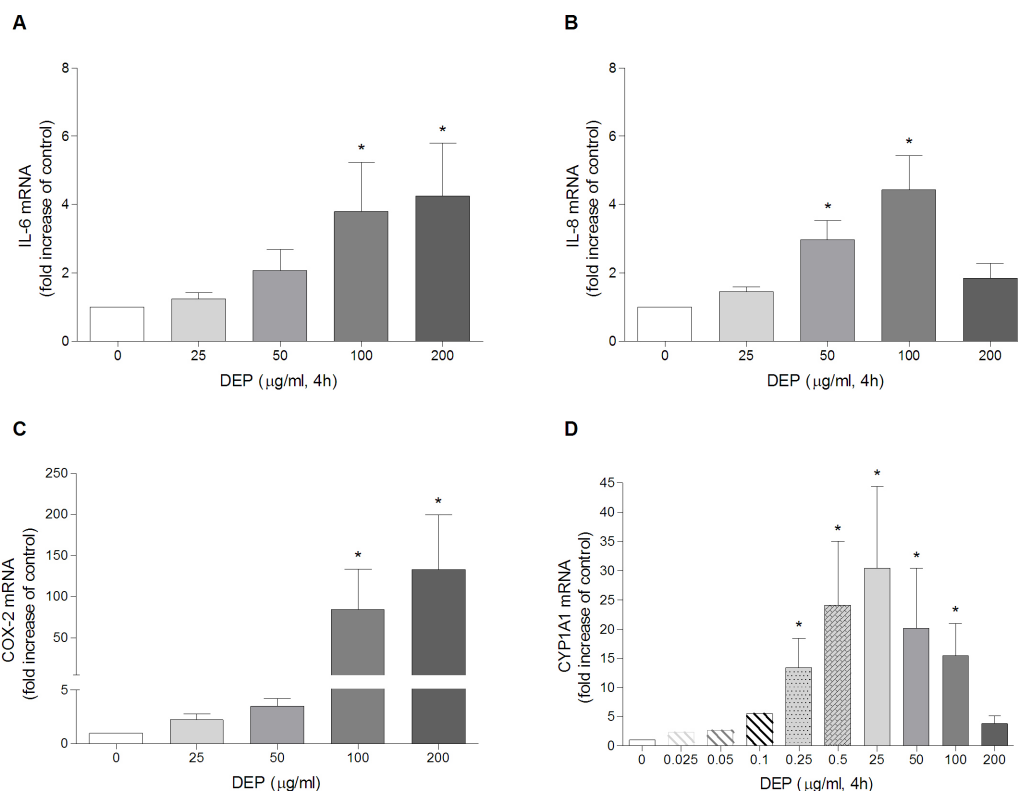 A
IL-6 mRNA
(fold increase of control)
8
6
4
2
0
*
*
0 25 50 100 200
DEP (μg/ml, 4h)
B
IL-8 mRNA
(fold increase of control)
8
6
4
2
0
*
*
0 25 50 100 200
DEP (μg/ml, 4h)
C
COX-2 mRNA
(fold increase of control)
250
200
150
100
50
5
0
*
*
0 25 50 100 200
DEP (μg/ml)
D
CYP1A1 mRNA
(fold increase of control)
45
40
35
30
25
20
15
10
5
0
*
*
*
*
*
0 0.025 0.05 0.1 0.25 0.5 25 50 100 200
DEP (μg/ml, 4h)